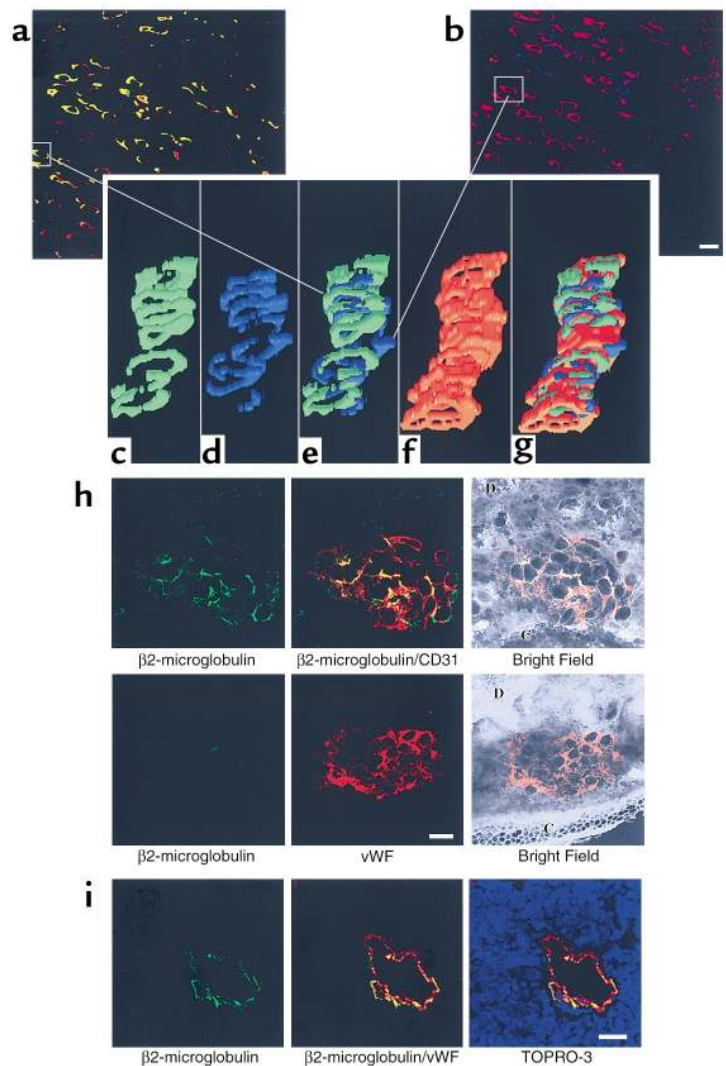 a
b
c d e f g
h
D
C
β2-microglobulin β2-microglobulin/CD31 Bright Field
D
C
β2-microglobulin vWF Bright Field
i
β2-microglobulin β2-microglobulin/vWF TOPRO-3